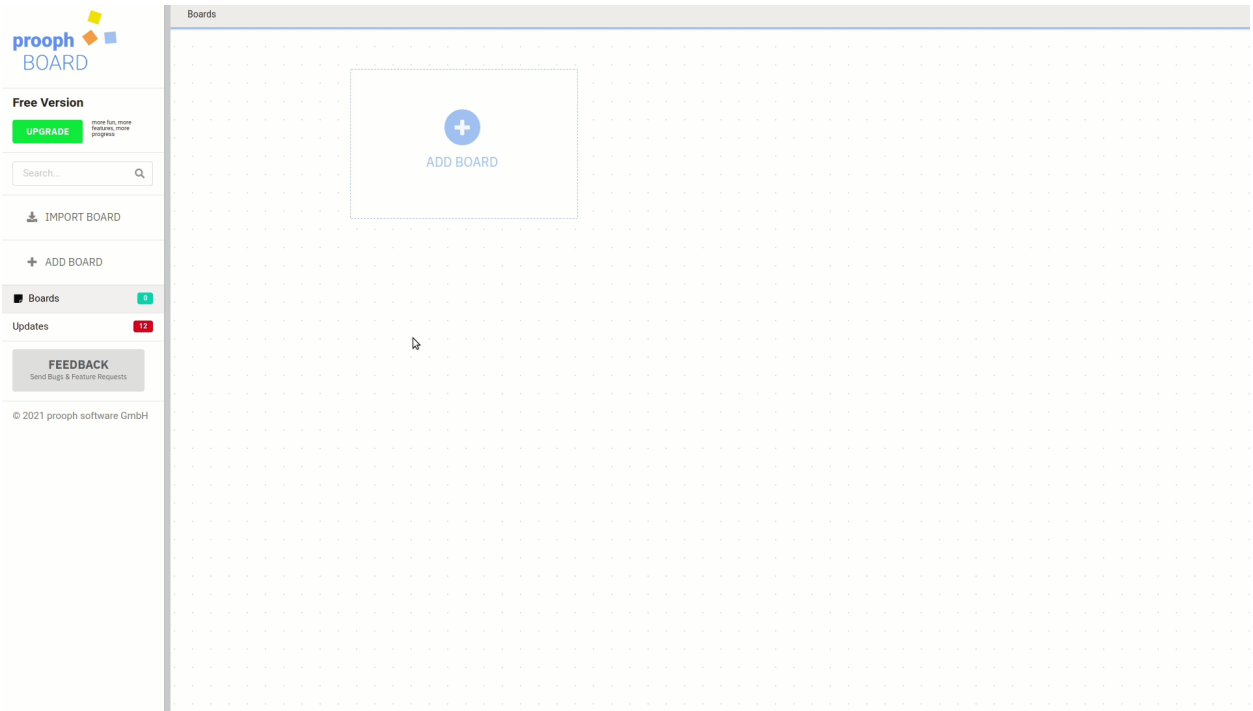 prooph
BOARD
Free Version
UPGRADE
more fun, more
features, more
progress
Search...
IMPORT BOARD
ADD BOARD
Boards 0
Updates 12
FEEDBACK
Send Bugs & Feature Requests
© 2021 prooph software GmbH
Boards
ADD BOARD